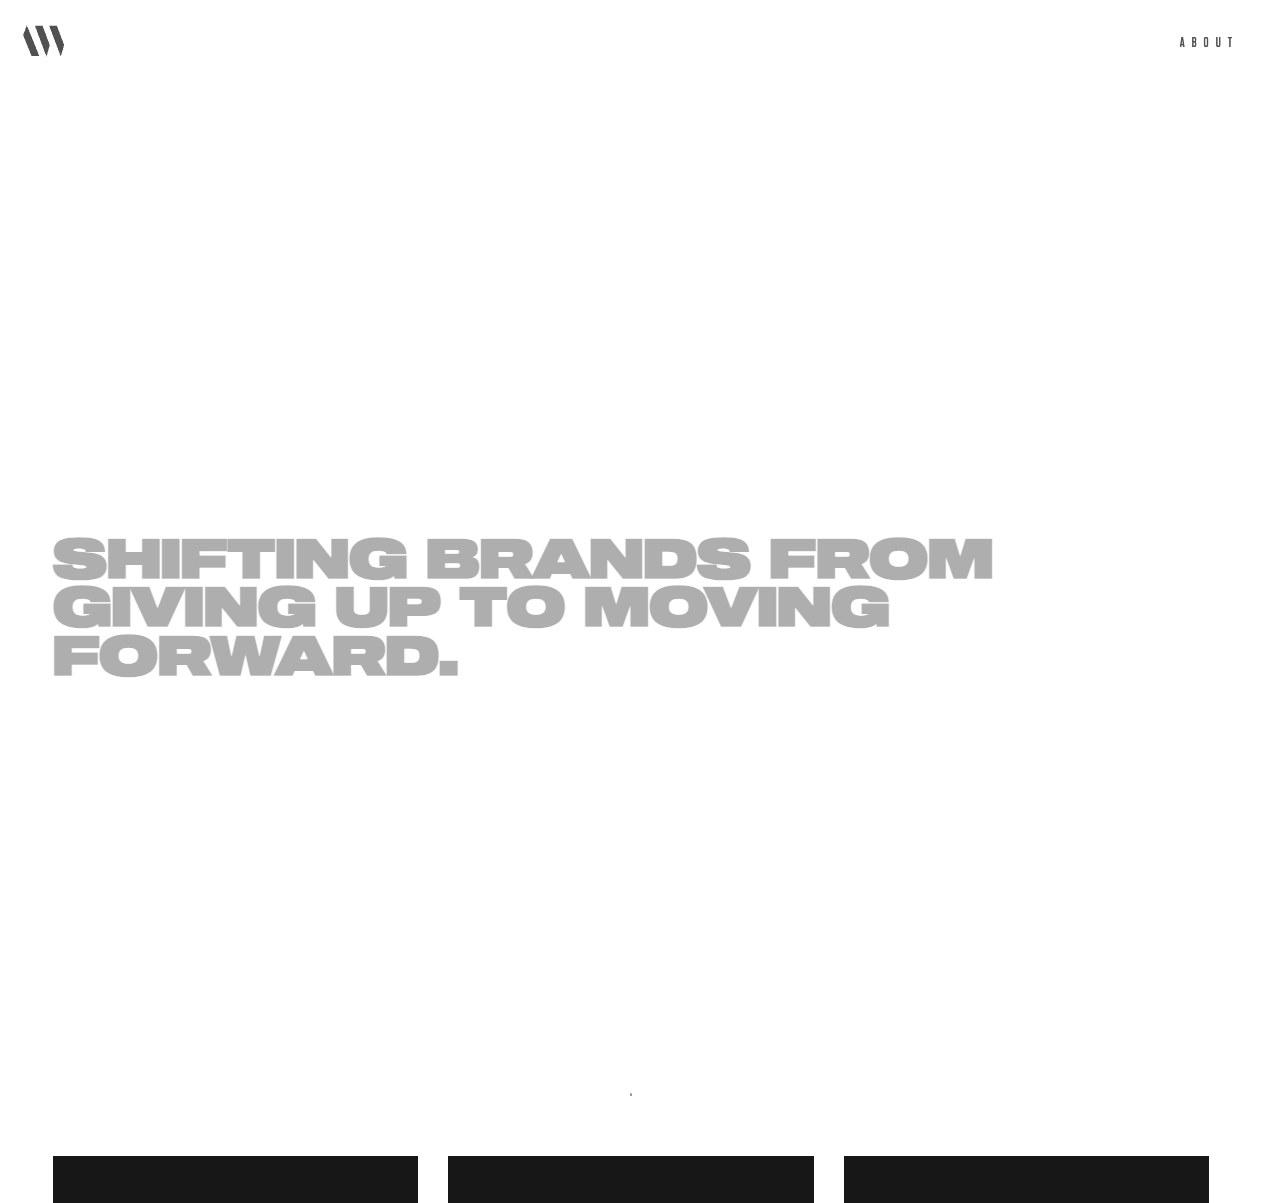 ABOUT
SHIFTING BRANDS FROM
GIVING UP TO MOVING
FORWARD.